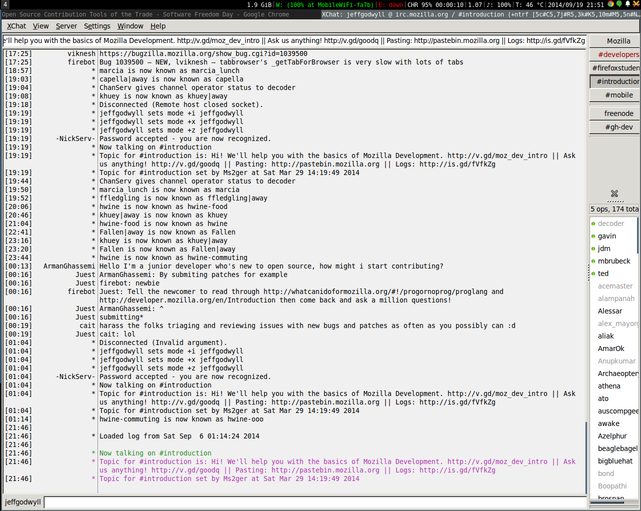 4
1.9 GiB|W: (100% at MobileWiFi-fa7b)|E: down|CHR 95% 00:00:10|1.07|♪: 100%|T: 46 °C|2014/09/19 21:51
Open Source Contribution Tools of the Trade - Software Freedom Day - Google Chrome
XChat: jeffgodwyll @ irc.mozilla.org / #introduction
XChat View Server Settings Window Help
e'll help you with the basics of Mozilla Development. http://v.gd/moz_dev_intro || Ask us anything! http://v.gd/goodq || Pasting: http://pastebin.mozilla.org || Logs: http://is.gd/fVfkZg
[17:25] viknesh https://bugzilla.mozilla.org/show_bug.cgi?id=1039500
[17:25] firebot Bug 1039500 — NEW, lviknesh — tabbrowser's _getTabForBrowser is very slow with lots of tabs
[18:57] * marcia is now known as marcia_lunch
[19:03] * capella|away is now known as capella
[19:04] * ChanServ gives channel operator status to decoder
[19:08] * khuey is now known as khuey|away
[19:18] * Disconnected (Remote host closed socket).
[19:19] * jeffgodwyll sets mode +i jeffgodwyll
[19:19] * jeffgodwyll sets mode +x jeffgodwyll
[19:19] * jeffgodwyll sets mode +z jeffgodwyll
[19:19] -NickServ- Password accepted - you are now recognized.
[19:19] * Now talking on #introduction
[19:19] * Topic for #introduction is: Hi! We'll help you with the basics of Mozilla Development. http://v.gd/moz_dev_intro || Ask
us anything! http://v.gd/goodq || Pasting: http://pastebin.mozilla.org || Logs: http://is.gd/fVfkZg
[19:19] * Topic for #introduction set by Ms2ger at Sat Mar 29 14:19:49 2014
[19:44] * ChanServ gives channel operator status to decoder
[19:50] * marcia_lunch is now known as marcia
[19:52] * ffledgling is now known as ffledgling|away
[20:06] * hwine is now known as hwine-food
[20:46] * khuey|away is now known as khuey
[21:04] * hwine-food is now known as hwine
[22:41] * Fallen|away is now known as Fallen
[23:16] * khuey is now known as khuey|away
[23:20] * Fallen is now known as Fallen|away
[23:44] * hwine is now known as hwine-commuting
[00:13] ArmanGhassemi Hello I'm a junior developer who's new to open source, how might i start contributing?
[00:16] Juest ArmanGhassemi: By submiting patches for example
[00:16] Juest firebot: newbie
[00:16] firebot Juest: Tell the newcomer to read through http://whatcanidoformozilla.org/#!/progornoprog/proglang and
http://developer.mozilla.org/en/Introduction then come back and ask a million questions!
[00:16] Juest ArmanGhassemi: ^
[00:16] Juest submitting*
[00:19] cait harass the folks triaging and reviewing issues with new bugs and patches as often as you possibly can :d
[00:19] Juest cait: lol
[01:04] * Disconnected (Invalid argument).
[01:04] * jeffgodwyll sets mode +i jeffgodwyll
[01:04] * jeffgodwyll sets mode +x jeffgodwyll
[01:04] * jeffgodwyll sets mode +z jeffgodwyll
[01:04] -NickServ- Password accepted - you are now recognized.
[01:04] * Now talking on #introduction
[01:04] * Topic for #introduction is: Hi! We'll help you with the basics of Mozilla Development. http://v.gd/moz_dev_intro || Ask
us anything! http://v.gd/goodq || Pasting: http://pastebin.mozilla.org || Logs: http://is.gd/fVfkZg
[01:04] * Topic for #introduction set by Ms2ger at Sat Mar 29 14:19:49 2014
[01:14] * hwine-commuting is now known as hwine-ooo
[21:46]
[21:46] * Loaded log from Sat Sep  6 01:14:24 2014
[21:46]
[21:46] * Now talking on #introduction
[21:46] * Topic for #introduction is: Hi! We'll help you with the basics of Mozilla Development. http://v.gd/moz_dev_intro || Ask
us anything! http://v.gd/goodq || Pasting: http://pastebin.mozilla.org || Logs: http://is.gd/fVfkZg
[21:46] * Topic for #introduction set by Ms2ger at Sat Mar 29 14:19:49 2014
jeffgodwyll
Mozilla
#developers
#firefoxstuden
#introduction
#mobile
freenode
#gh-dev
5 ops, 174 tota
decoder
gavin
jdm
mbrubeck
ted
acemaster
alampanah
Alessar
alex_mayor
aliak
AmarOk
Anupkumar
Archaeopter
athena
ato
auscompgee
awake
Azelphur
beaglebagel
bigbluehat
bond
Boopathi